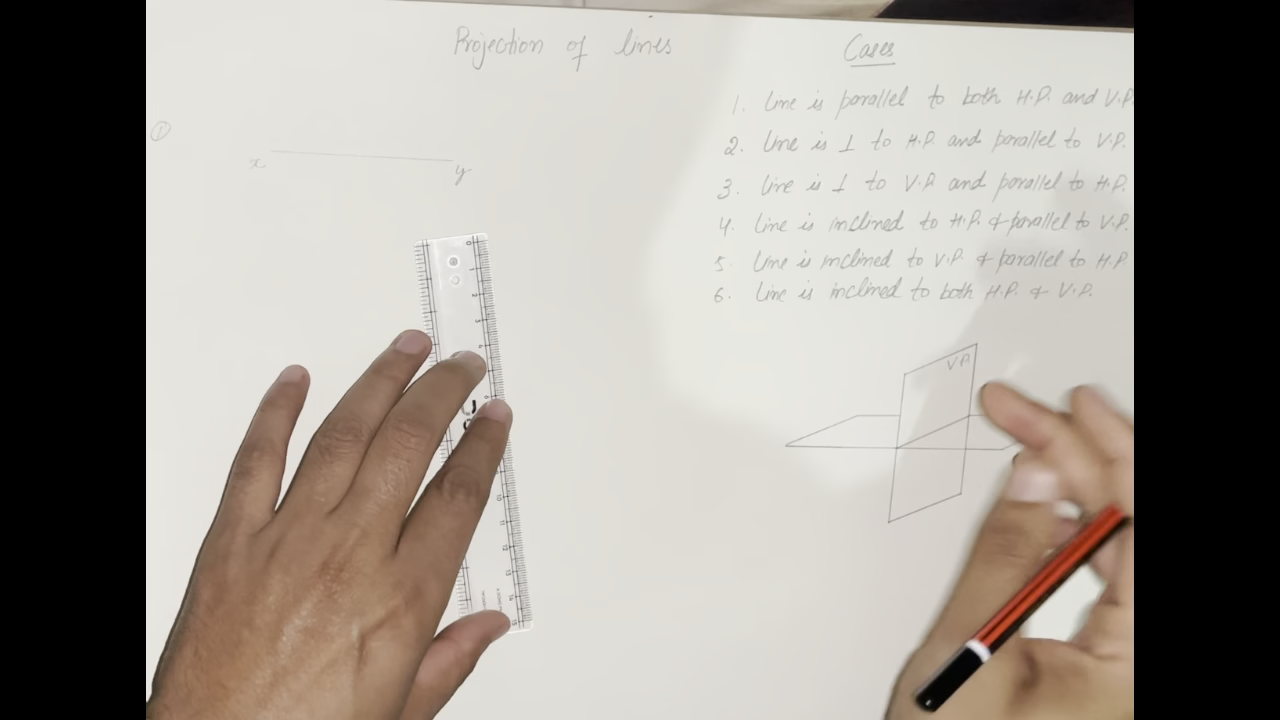 Projection of lines
Cases
1. Line is parallel to both H.P. and V.P.
2. Line is ⊥ to H.P. and parallel to V.P.
3. Line is ⊥ to V.P. and parallel to H.P.
4. Line is inclined to H.P. & parallel to V.P.
5. Line is inclined to V.P. & parallel to H.P.
6. Line is inclined to both H.P. & V.P.
①
x y
V.P.